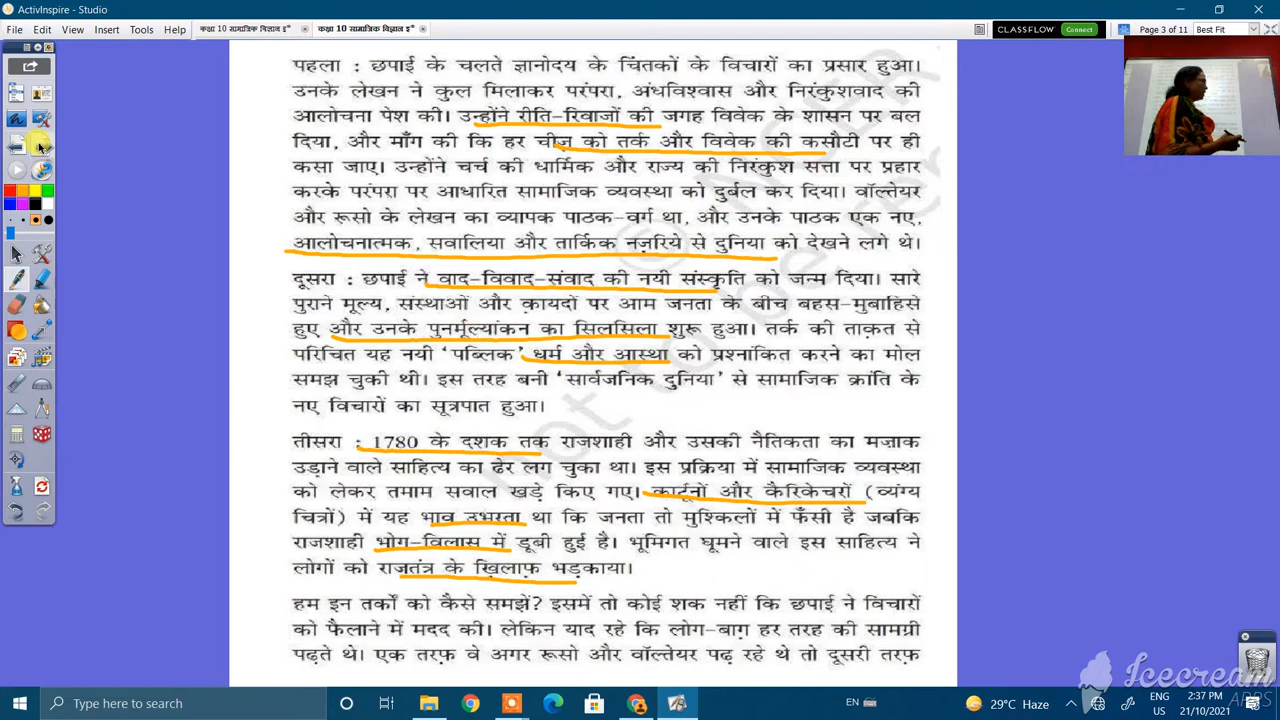 ActivInspire - Studio
File Edit View Insert Tools Help
कक्षा 10 सामाजिक विज्ञान इ*
कक्षा 10 सामाजिक विज्ञान इ*
CLASSFLOW Connect
Page 3 of 11
Best Fit
पहला : छपाई के चलते ज्ञानोदय के चिंतकों के विचारों का प्रसार हुआ।
उनके लेखन ने कुल मिलाकर परंपरा, अंधविश्वास और निरंकुशवाद की
आलोचना पेश की। उन्होंने रीति-रिवाजों की जगह विवेक के शासन पर बल
दिया, और माँग की कि हर चीज़ को तर्क और विवेक की कसौटी पर ही
कसा जाए। उन्होंने चर्च की धार्मिक और राज्य की निरंकुश सत्ता पर प्रहार
करके परंपरा पर आधारित सामाजिक व्यवस्था को दुर्बल कर दिया। वॉल्तेयर
और रूसो के लेखन का व्यापक पाठक-वर्ग था, और उनके पाठक एक नए,
आलोचनात्मक, सवालिया और तार्किक नज़रिये से दुनिया को देखने लगे थे।
दूसरा : छपाई ने वाद-विवाद-संवाद की नयी संस्कृति को जन्म दिया। सारे
पुराने मूल्य, संस्थाओं और क़ायदों पर आम जनता के बीच बहस-मुबाहिसे
हुए और उनके पुनर्मूल्यांकन का सिलसिला शुरू हुआ। तर्क की ताक़त से
परिचित यह नयी 'पब्लिक' धर्म और आस्था को प्रश्नांकित करने का मोल
समझ चुकी थी। इस तरह बनी 'सार्वजनिक दुनिया' से सामाजिक क्रांति के
नए विचारों का सूत्रपात हुआ।
तीसरा : 1780 के दशक तक राजशाही और उसकी नैतिकता का मज़ाक
उड़ाने वाले साहित्य का ढेर लग चुका था। इस प्रक्रिया में सामाजिक व्यवस्था
को लेकर तमाम सवाल खड़े किए गए। कार्टूनों और कैरिकेचरों (व्यंग्य
चित्रों) में यह भाव उभरता था कि जनता तो मुश्किलों में फँसी है जबकि
राजशाही भोग-विलास में डूबी हुई है। भूमिगत घूमने वाले इस साहित्य ने
लोगों को राजतंत्र के खिलाफ़ भड़काया।
हम इन तर्कों को कैसे समझें? इसमें तो कोई शक नहीं कि छपाई ने विचारों
को फैलाने में मदद की। लेकिन याद रहे कि लोग-बाग़ हर तरह की सामग्री
पढ़ते थे। एक तरफ़ वे अगर रूसो और वॉल्तेयर पढ़ रहे थे तो दूसरी तरफ़
Icecream
APPS
Type here to search
EN
29°C Haze
ENG
US
2:37 PM
21/10/2021